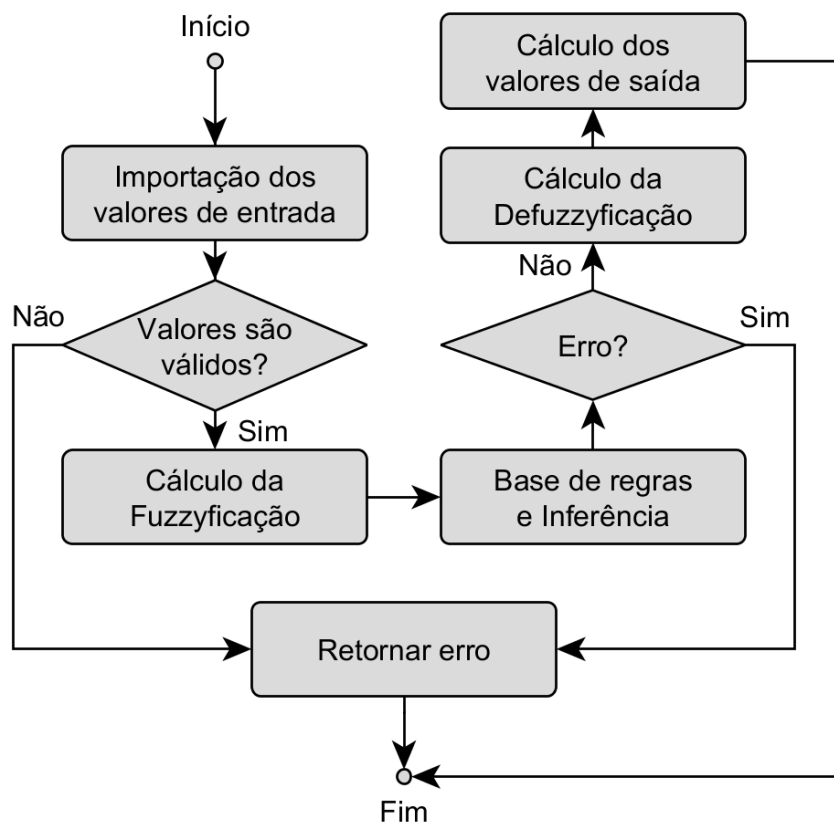 Início
Importação dos
valores de entrada
Valores são
válidos?
Não
Sim
Cálculo da
Fuzzyficação
Base de regras
e Inferência
Erro?
Sim
Não
Cálculo da
Defuzzyficação
Cálculo dos
valores de saída
Retornar erro
Fim